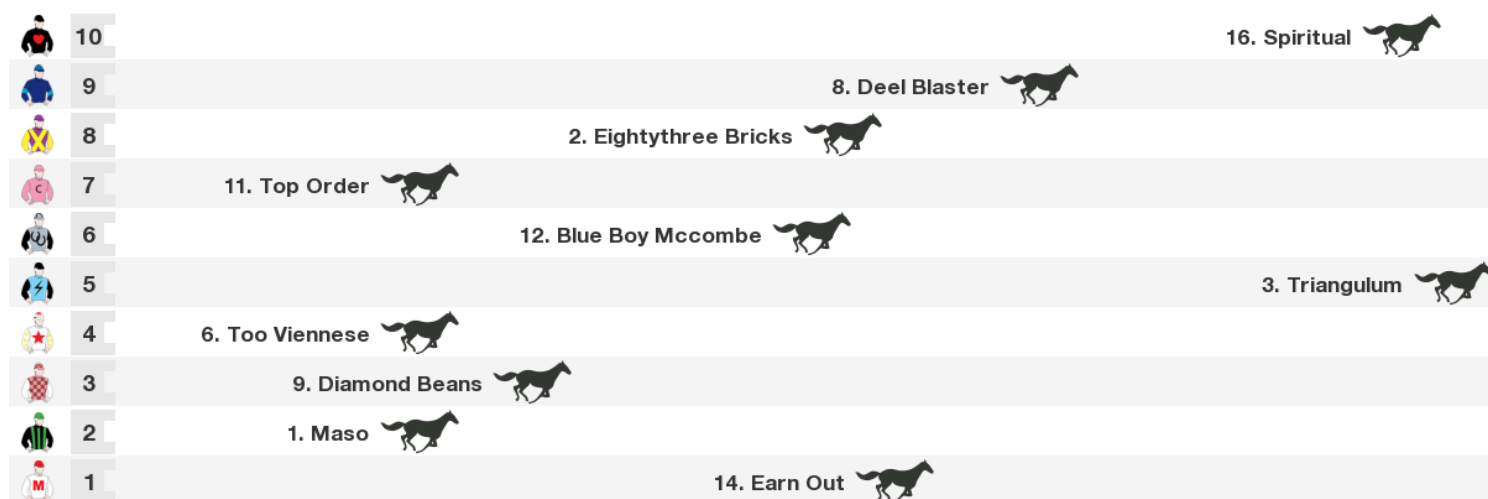 10 16. Spiritual
9 8. Deel Blaster
8 2. Eightythree Bricks
C 7 11. Top Order
6 12. Blue Boy Mccombe
5 3. Triangulum
4 6. Too Viennese
3 9. Diamond Beans
2 1. Maso
M 1 14. Earn Out